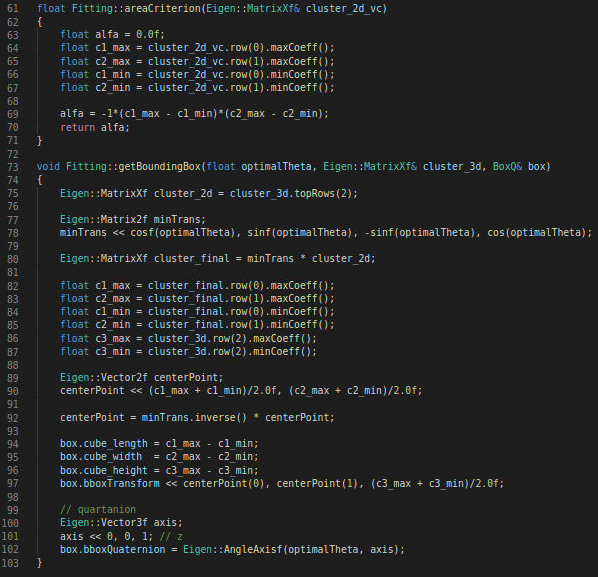 61 float Fitting::areaCriterion(Eigen::MatrixXf& cluster_2d_vc)
62 {
63     float alfa = 0.0f;
64     float c1_max = cluster_2d_vc.row(0).maxCoeff();
65     float c2_max = cluster_2d_vc.row(1).maxCoeff();
66     float c1_min = cluster_2d_vc.row(0).minCoeff();
67     float c2_min = cluster_2d_vc.row(1).minCoeff();
68
69     alfa = -1*(c1_max - c1_min)*(c2_max - c2_min);
70     return alfa;
71 }
72
73 void Fitting::getBoundingBox(float optimalTheta, Eigen::MatrixXf& cluster_3d, BoxQ& box)
74 {
75     Eigen::MatrixXf cluster_2d = cluster_3d.topRows(2);
76
77     Eigen::Matrix2f minTrans;
78     minTrans << cosf(optimalTheta), sinf(optimalTheta), -sinf(optimalTheta), cos(optimalTheta);
79
80     Eigen::MatrixXf cluster_final = minTrans * cluster_2d;
81
82     float c1_max = cluster_final.row(0).maxCoeff();
83     float c2_max = cluster_final.row(1).maxCoeff();
84     float c1_min = cluster_final.row(0).minCoeff();
85     float c2_min = cluster_final.row(1).minCoeff();
86     float c3_max = cluster_3d.row(2).maxCoeff();
87     float c3_min = cluster_3d.row(2).minCoeff();
88
89     Eigen::Vector2f centerPoint;
90     centerPoint << (c1_max + c1_min)/2.0f, (c2_max + c2_min)/2.0f;
91
92     centerPoint = minTrans.inverse() * centerPoint;
93
94     box.cube_length = c1_max - c1_min;
95     box.cube_width  = c2_max - c2_min;
96     box.cube_height = c3_max - c3_min;
97     box.bboxTransform << centerPoint(0), centerPoint(1), (c3_max + c3_min)/2.0f;
98
99     // quartanion
100     Eigen::Vector3f axis;
101     axis << 0, 0, 1; // z
102     box.bboxQuaternion = Eigen::AngleAxisf(optimalTheta, axis);
103 }